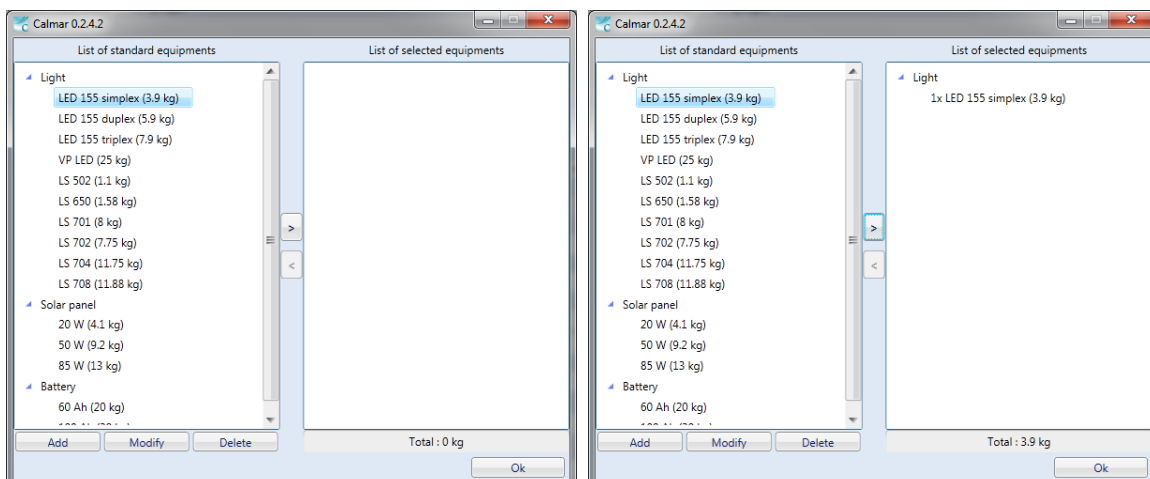 Calmar 0.2.4.2
List of standard equipments
List of selected equipments
Light
LED 155 simplex (3.9 kg)
LED 155 duplex (5.9 kg)
LED 155 triplex (7.9 kg)
VP LED (25 kg)
LS 502 (1.1 kg)
LS 650 (1.58 kg)
LS 701 (8 kg)
LS 702 (7.75 kg)
LS 704 (11.75 kg)
LS 708 (11.88 kg)
Solar panel
20 W (4.1 kg)
50 W (9.2 kg)
85 W (13 kg)
Battery
60 Ah (20 kg)
>
<
Add
Modify
Delete
Total : 0 kg
Ok
Calmar 0.2.4.2
List of standard equipments
List of selected equipments
Light
LED 155 simplex (3.9 kg)
LED 155 duplex (5.9 kg)
LED 155 triplex (7.9 kg)
VP LED (25 kg)
LS 502 (1.1 kg)
LS 650 (1.58 kg)
LS 701 (8 kg)
LS 702 (7.75 kg)
LS 704 (11.75 kg)
LS 708 (11.88 kg)
Solar panel
20 W (4.1 kg)
50 W (9.2 kg)
85 W (13 kg)
Battery
60 Ah (20 kg)
>
<
Light
1x LED 155 simplex (3.9 kg)
Add
Modify
Delete
Total : 3.9 kg
Ok